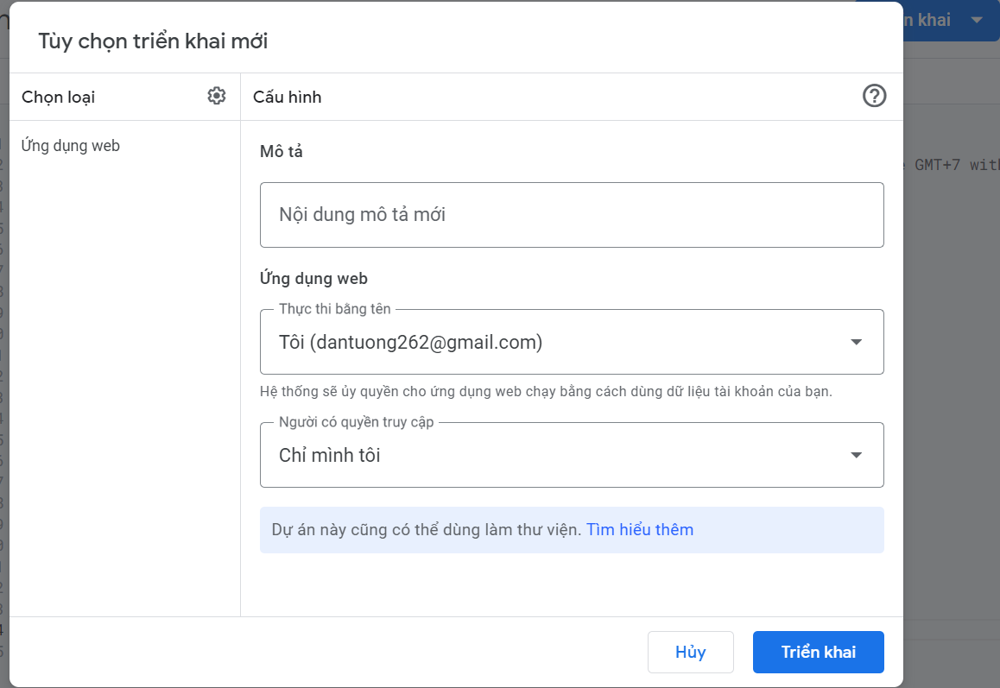 Tùy chọn triển khai mới
n khai
Chọn loại
Cấu hình
Ứng dụng web
Mô tả
GMT+7 with
Nội dung mô tả mới
Ứng dụng web
Thực thi bằng tên
Tôi (dantuong262@gmail.com)
Hệ thống sẽ ủy quyền cho ứng dụng web chạy bằng cách dùng dữ liệu tài khoản của bạn.
Người có quyền truy cập
Chỉ mình tôi
Dự án này cũng có thể dùng làm thư viện. Tìm hiểu thêm
Hủy
Triển khai